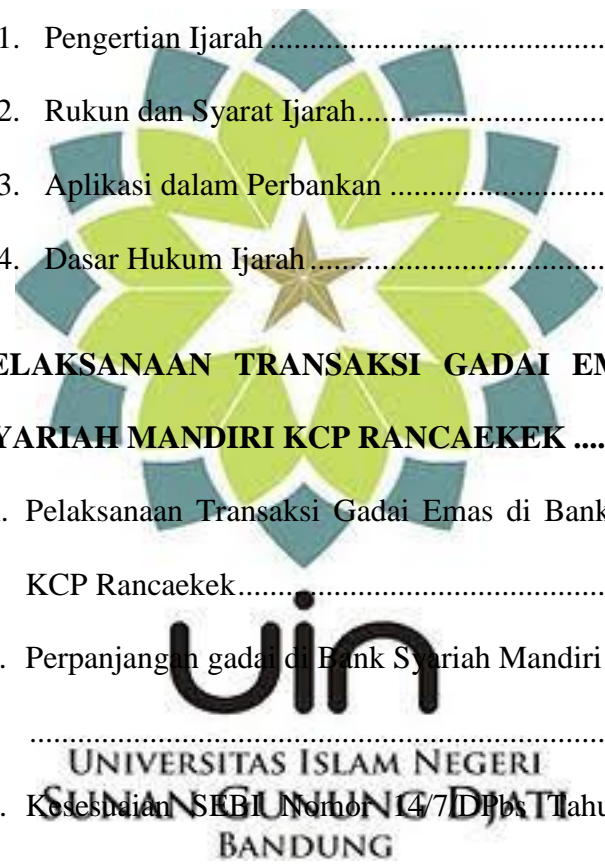 1. Pengertian Ijarah ........................................
2. Rukun dan Syarat Ijarah.............................
3. Aplikasi dalam Perbankan .........................
4. Dasar Hukum Ijarah ...................................
ELAKSANAAN TRANSAKSI GADAI EM
YARIAH MANDIRI KCP RANCAEKEK .....
. Pelaksanaan Transaksi Gadai Emas di Bank
KCP Rancaekek............................................
uin
. Perpanjangan gadai di Bank Syariah Mandiri
......................................................................
UNIVERSITAS ISLAM NEGERI
SUNAN GUNUNG DJATI
. Kesesuaian SEBI Nomor 14/7/DPbs Tahu
BANDUNG